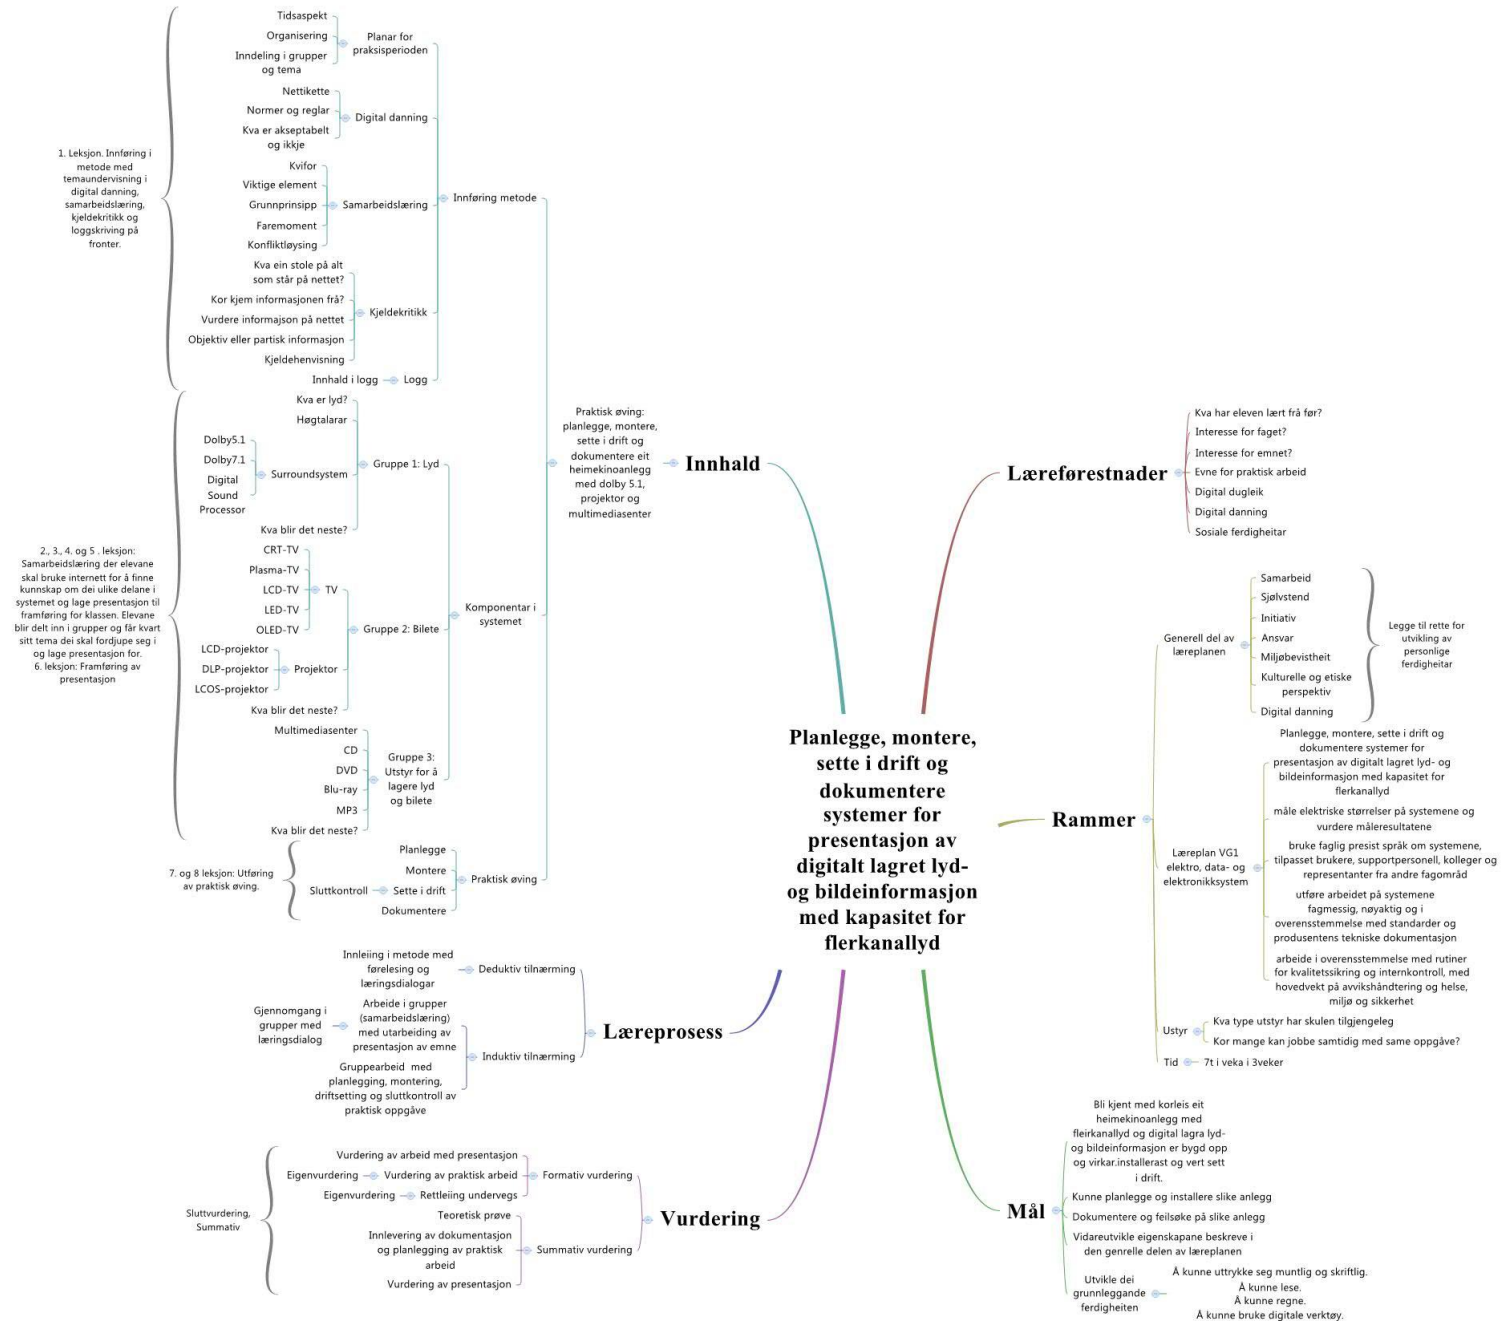 Planlegge, montere,
sette i drift og
dokumentere
systemer for
presentasjon av
digitalt lagret lyd-
og bildeinformasjon
med kapasitet for
flerkanallyd
Innhald
Praktisk øving:
planlegge, montere,
sette i drift og
dokumentere eit
heimekinoanlegg
med dolby 5.1,
projektor og
multimediasenter
Innføring metode
Planar for
praksisperioden
Tidsaspekt
Organisering
Inndeling i grupper
og tema
Digital danning
Nettikette
Normer og reglar
Kva er akseptabelt
og ikkje
Samarbeidslæring
Kvifor
Viktige element
Grunnprinsipp
Faremoment
Konfliktløysing
Kjeldekritikk
Kva ein stole på alt
som står på nettet?
Kor kjem informasjonen frå?
Vurdere informajson på nettet
Objektiv eller partisk informasjon
Kjeldehenvisning
Logg
Innhald i logg
1. Leksjon. Innføring i
metode med
temaundervisning i
digital danning,
samarbeidslæring,
kjeldekritikk og
loggskriving på
fronter.
Komponentar i
systemet
Gruppe 1: Lyd
Kva er lyd?
Høgtalarar
Surroundsystem
Dolby5.1
Dolby7.1
Digital
Sound
Processor
Kva blir det neste?
Gruppe 2: Bilete
TV
CRT-TV
Plasma-TV
LCD-TV
LED-TV
OLED-TV
Projektor
LCD-projektor
DLP-projektor
LCOS-projektor
Kva blir det neste?
Gruppe 3:
Utstyr for å
lagere lyd
og bilete
Multimediasenter
CD
DVD
Blu-ray
MP3
Kva blir det neste?
2., 3., 4. og 5 . leksjon:
Samarbeidslæring der elevane
skal bruke internett for å finne
kunnskap om dei ulike delane i
systemet og lage presentasjon til
framføring for klassen. Elevane
blir delt inn i grupper og får kvart
sitt tema dei skal fordjupe seg i
og lage presentasjon for.
6. leksjon: Framføring av
presentasjon
Praktisk øving
Planlegge
Montere
Sette i drift
Sluttkontroll
Dokumentere
7. og 8 leksjon: Utføring
av praktisk øving.
Læreprosess
Deduktiv tilnærming
Innleiing i metode med
førelesing og
læringsdialogar
Induktiv tilnærming
Arbeide i grupper
(samarbeidslæring)
med utarbeiding av
presentasjon av emne
Gjennomgang i
grupper med
læringsdialog
Gruppearbeid med
planlegging, montering,
driftsetting og sluttkontroll av
praktisk oppgåve
Vurdering
Formativ vurdering
Vurdering av arbeid med presentasjon
Vurdering av praktisk arbeid
Eigenvurdering
Rettleiing undervegs
Eigenvurdering
Summativ vurdering
Teoretisk prøve
Innlevering av dokumentasjon
og planlegging av praktisk
arbeid
Vurdering av presentasjon
Sluttvurdering,
Summativ
Læreførestnader
Kva har eleven lært frå før?
Interesse for faget?
Interesse for emnet?
Evne for praktisk arbeid
Digital dugleik
Digital danning
Sosiale ferdigheitar
Rammer
Generell del av
læreplanen
Samarbeid
Sjølvstend
Initiativ
Ansvar
Miljøbevistheit
Kulturelle og etiske
perspektiv
Digital danning
Legge til rette for
utvikling av
personlige
ferdigheitar
Læreplan VG1
elektro, data- og
elektronikksystem
Planlegge, montere, sette i drift og
dokumentere systemer for
presentasjon av digitalt lagret lyd- og
bildeinformasjon med kapasitet for
flerkanallyd
måle elektriske størrelser på systemene og
vurdere måleresultatene
bruke faglig presist språk om systemene,
tilpasset brukere, supportpersonell, kolleger og
representanter fra andre fagområd
utføre arbeidet på systemene
fagmessig, nøyaktig og i
overensstemmelse med standarder og
produsentens tekniske dokumentasjon
arbeide i overensstemmelse med rutiner
for kvalitetssikring og internkontroll, med
hovedvekt på avvikshåndtering og helse,
miljø og sikkerhet
Ustyr
Kva type utstyr har skulen tilgjengeleg
Kor mange kan jobbe samtidig med same oppgåve?
Tid
7t i veka i 3veker
Mål
Bli kjent med korleis eit
heimekinoanlegg med
fleirkanallyd og digital lagra lyd-
og bildeinformasjon er bygd opp
og virkar.installerast og vert sett
i drift.
Kunne planlegge og installere slike anlegg
Dokumentere og feilsøke på slike anlegg
Vidareutvikle eigenskapane beskreve i
den genrelle delen av læreplanen
Utvikle dei
grunnleggande
ferdigheiten
Å kunne uttrykke seg muntlig og skriftlig.
Å kunne lese.
Å kunne regne.
Å kunne bruke digitale verktøy.